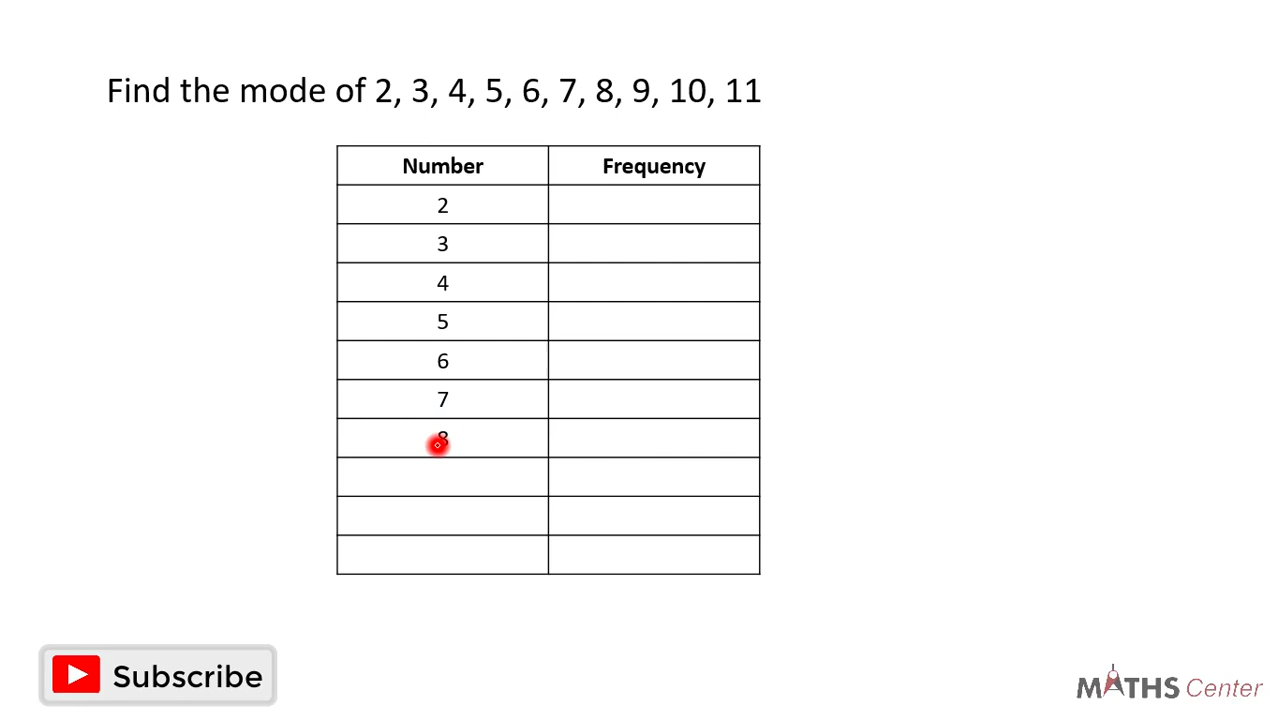 Find the mode of 2, 3, 4, 5, 6, 7, 8, 9, 10, 11
Number Frequency
2
3
4
5
6
7
8
Subscribe
MATHS Center